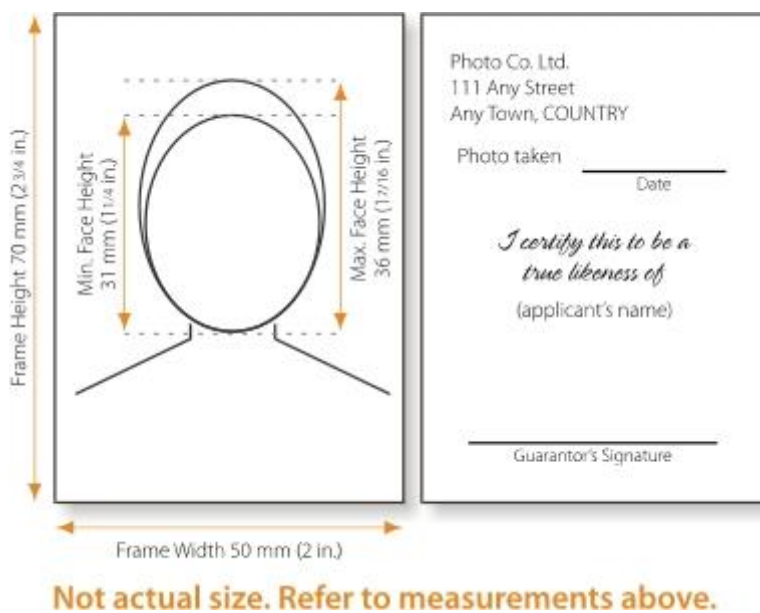 Frame Height 70 mm (2 3/4 in.)
Min. Face Height
31 mm (1 1/4 in.)
Max. Face Height
36 mm (1 7/16 in.)
Frame Width 50 mm (2 in.)
Photo Co. Ltd.
111 Any Street
Any Town, COUNTRY
Photo taken
Date
I certify this to be a
true likeness of
(applicant's name)
Guarantor's Signature
Not actual size. Refer to measurements above.